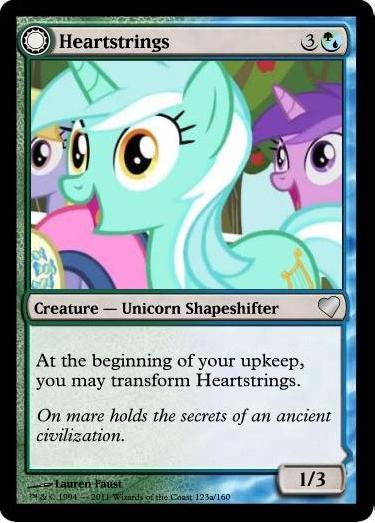 Heartstrings 3
Creature — Unicorn Shapeshifter
At the beginning of your upkeep,
you may transform Heartstrings.
On mare holds the secrets of an ancient
civilization.
Lauren Faust
1/3
™ & © 1994 — 2011 Wizards of the Coast 123a/160